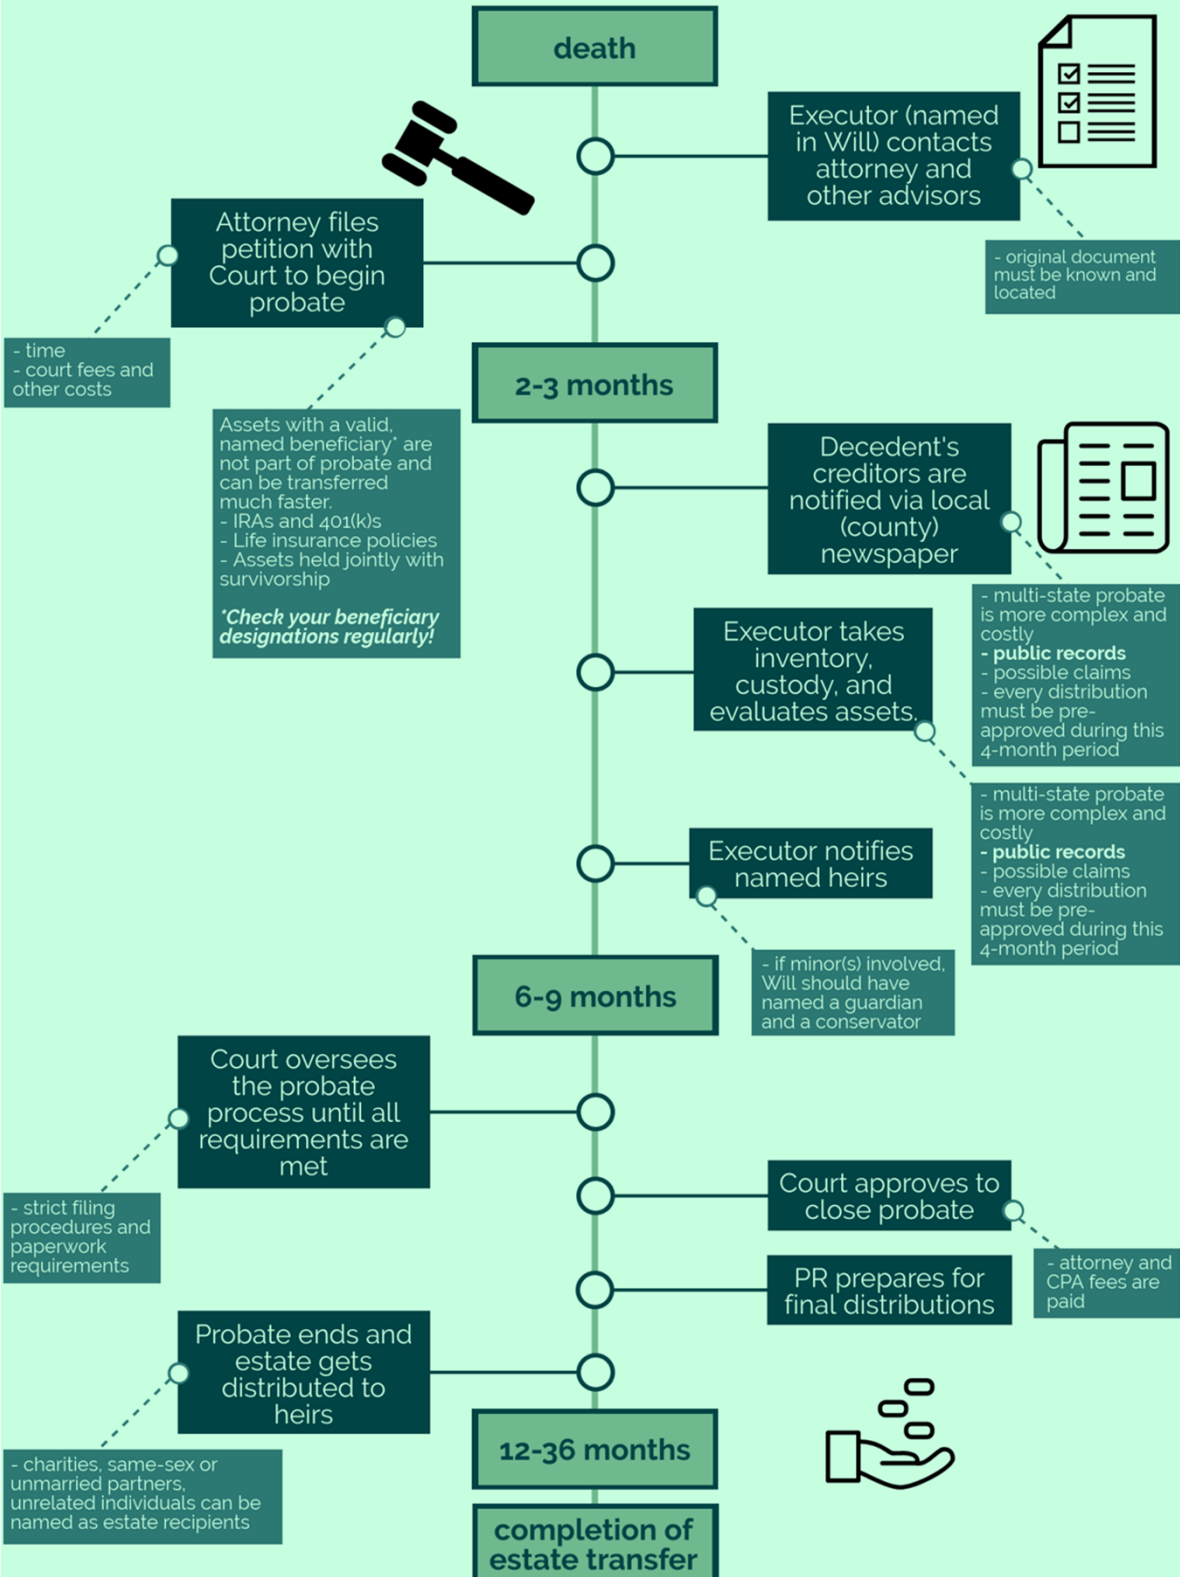 death
Executor (named
in Will) contacts
attorney and
other advisors
- original document
must be known and
located
Attorney files
petition with
Court to begin
probate
- time
- court fees and
other costs
Assets with a valid,
named beneficiary* are
not part of probate and
can be transferred
much faster.
- IRAs and 401(k)s
- Life insurance policies
- Assets held jointly with
survivorship
*Check your beneficiary
designations regularly!
2-3 months
Decedent's
creditors are
notified via local
(county)
newspaper
- multi-state probate
is more complex and
costly
- public records
- possible claims
- every distribution
must be pre-
approved during this
4-month period
Executor takes
inventory,
custody, and
evaluates assets.
- multi-state probate
is more complex and
costly
- public records
- possible claims
- every distribution
must be pre-
approved during this
4-month period
Executor notifies
named heirs
- if minor(s) involved,
Will should have
named a guardian
and a conservator
6-9 months
Court oversees
the probate
process until all
requirements are
met
- strict filing
procedures and
paperwork
requirements
Court approves to
close probate
- attorney and
CPA fees are
paid
PR prepares for
final distributions
Probate ends and
estate gets
distributed to
heirs
- charities, same-sex or
unmarried partners,
unrelated individuals can be
named as estate recipients
12-36 months
completion of
estate transfer